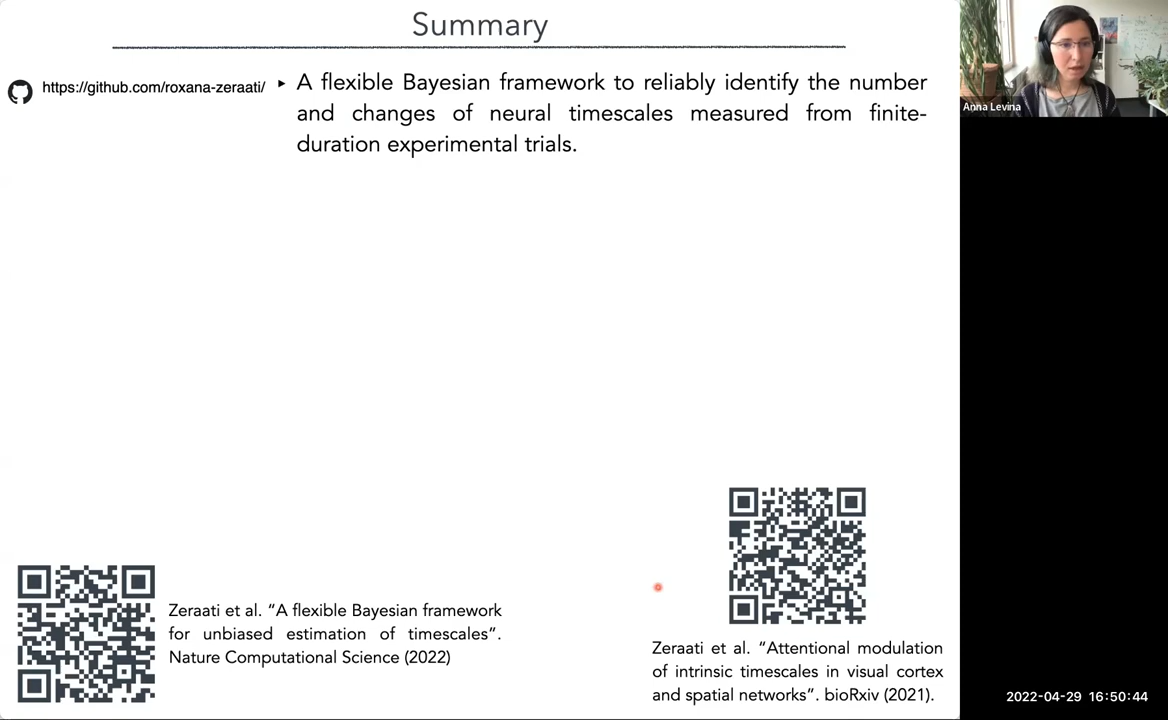 Summary
https://github.com/roxana-zeraati/
▸ A flexible Bayesian framework to reliably identify the number
and changes of neural timescales measured from finite-
duration experimental trials.
Anna Levina
Zeraati et al. “A flexible Bayesian framework
for unbiased estimation of timescales”.
Nature Computational Science (2022)
Zeraati et al. “Attentional modulation
of intrinsic timescales in visual cortex
and spatial networks”. bioRxiv (2021).
2022-04-29 16:50:44